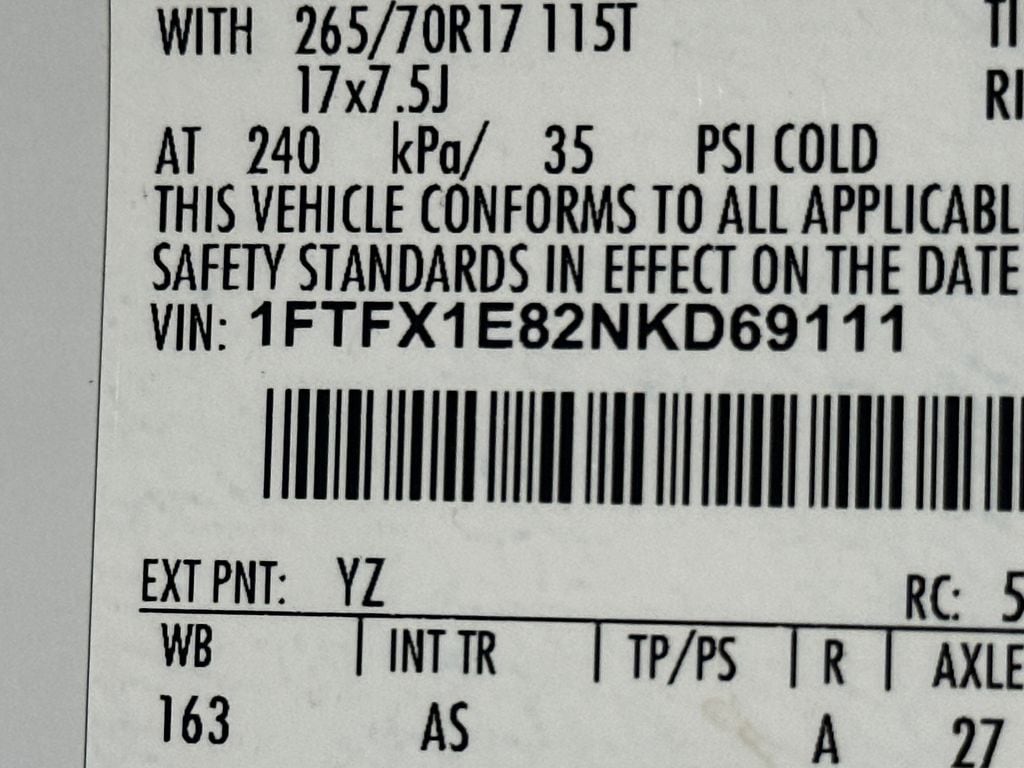 WITH 265/70R17 115T TI
17x7.5J RI
AT 240 kPa/ 35 PSI COLD
THIS VEHICLE CONFORMS TO ALL APPLICABL
SAFETY STANDARDS IN EFFECT ON THE DATE
VIN: 1FTFX1E82NKD69111
EXT PNT: YZ RC: 5
WB | INT TR | TP/PS | R | AXLE
163 AS A 27